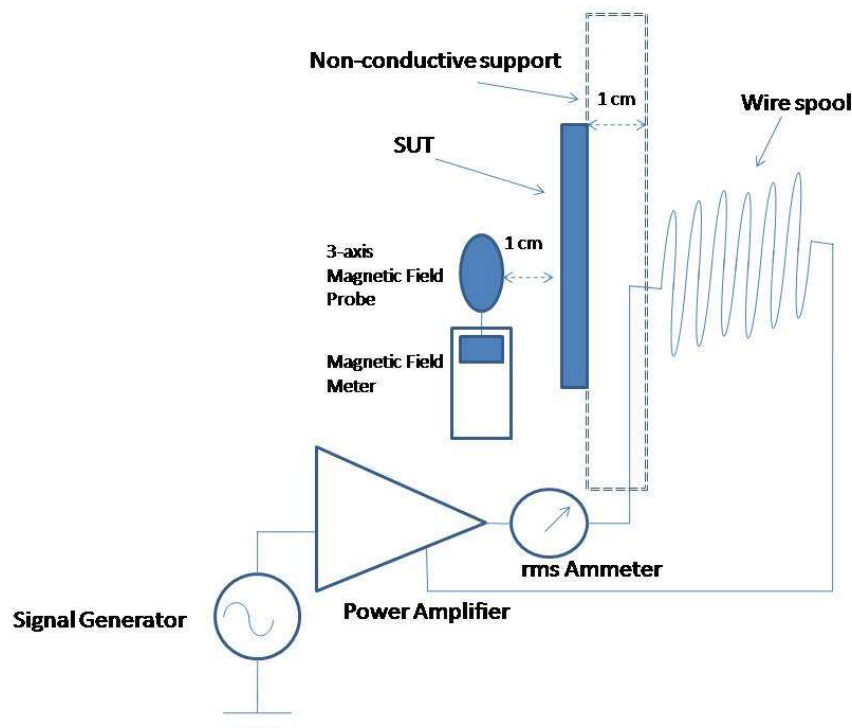 Non-conductive support
1 cm
Wire spool
SUT
1 cm
3-axis
Magnetic Field
Probe
Magnetic Field
Meter
rms Ammeter
Power Amplifier
Signal Generator